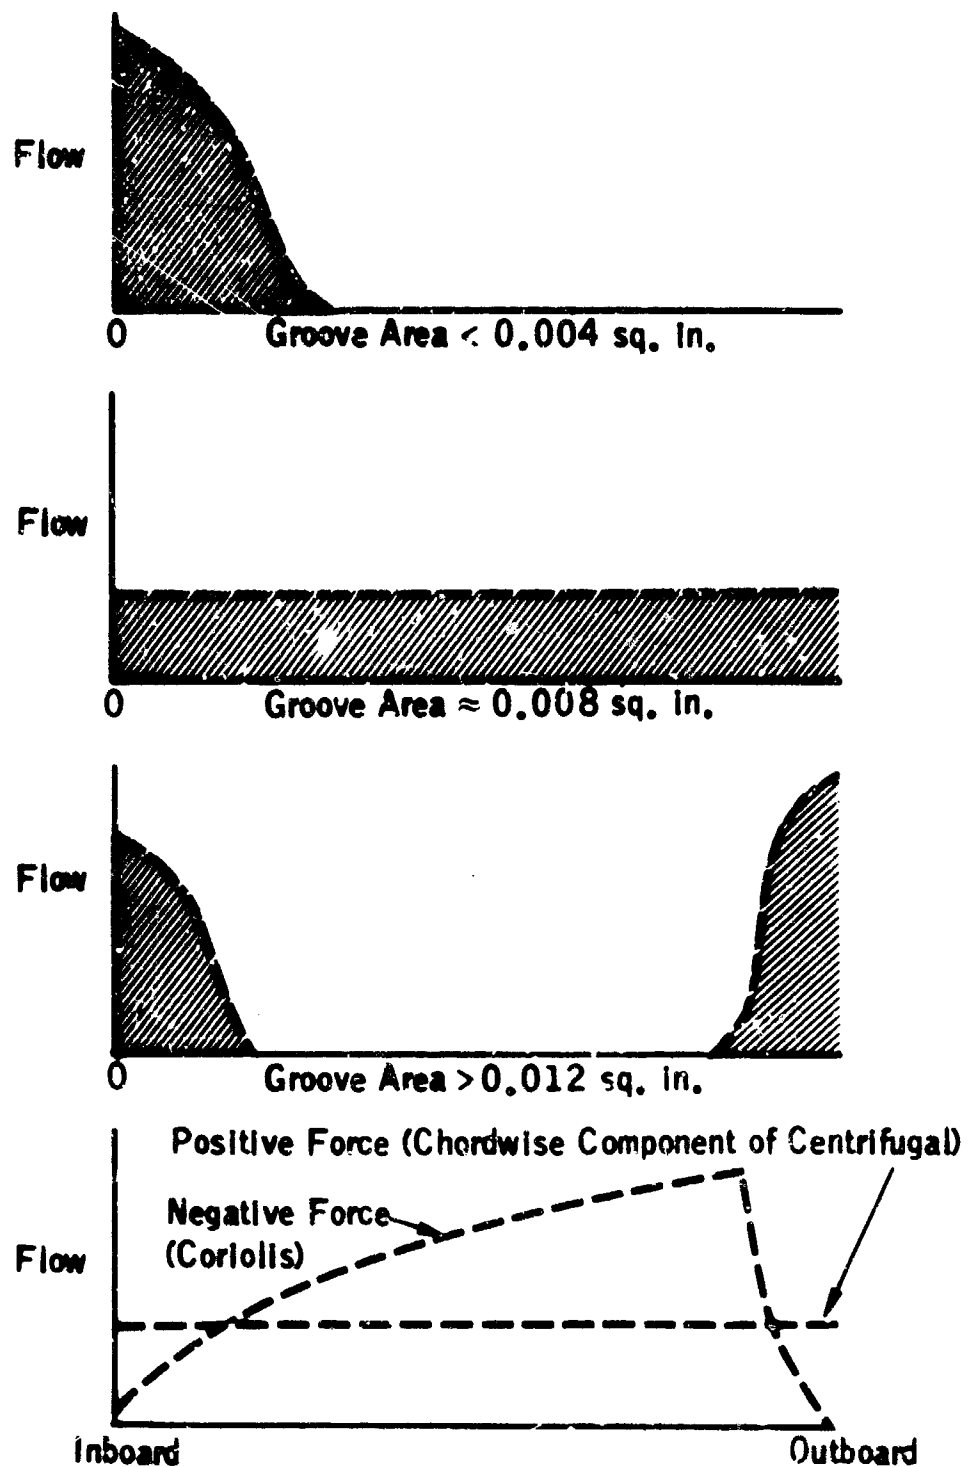 Flow
0
Groove Area < 0.004 sq. in.
Flow
0
Groove Area ≈ 0.008 sq. in.
Flow
0
Groove Area > 0.012 sq. in.
Positive Force (Chordwise Component of Centrifugal)
Negative Force
(Coriolis)
Flow
Inboard
Outboard